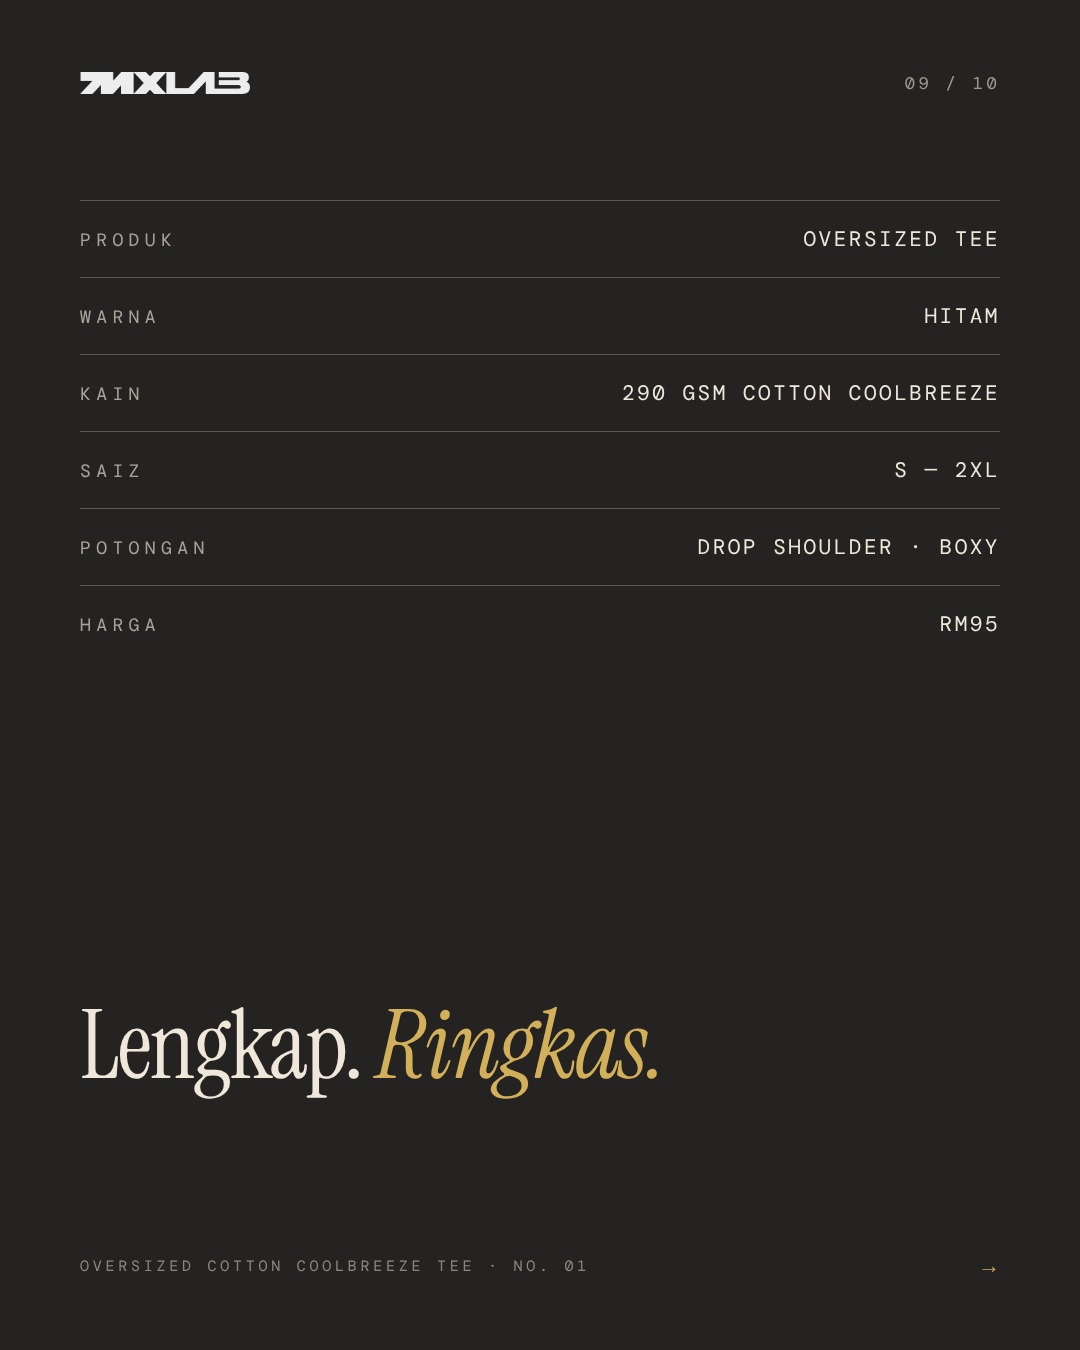 MXLAB
09 / 10
PRODUK OVERSIZED TEE
WARNA HITAM
KAIN 290 GSM COTTON COOLBREEZE
SAIZ S — 2XL
POTONGAN DROP SHOULDER · BOXY
HARGA RM95
Lengkap. Ringkas.
OVERSIZED COTTON COOLBREEZE TEE · NO. 01 →